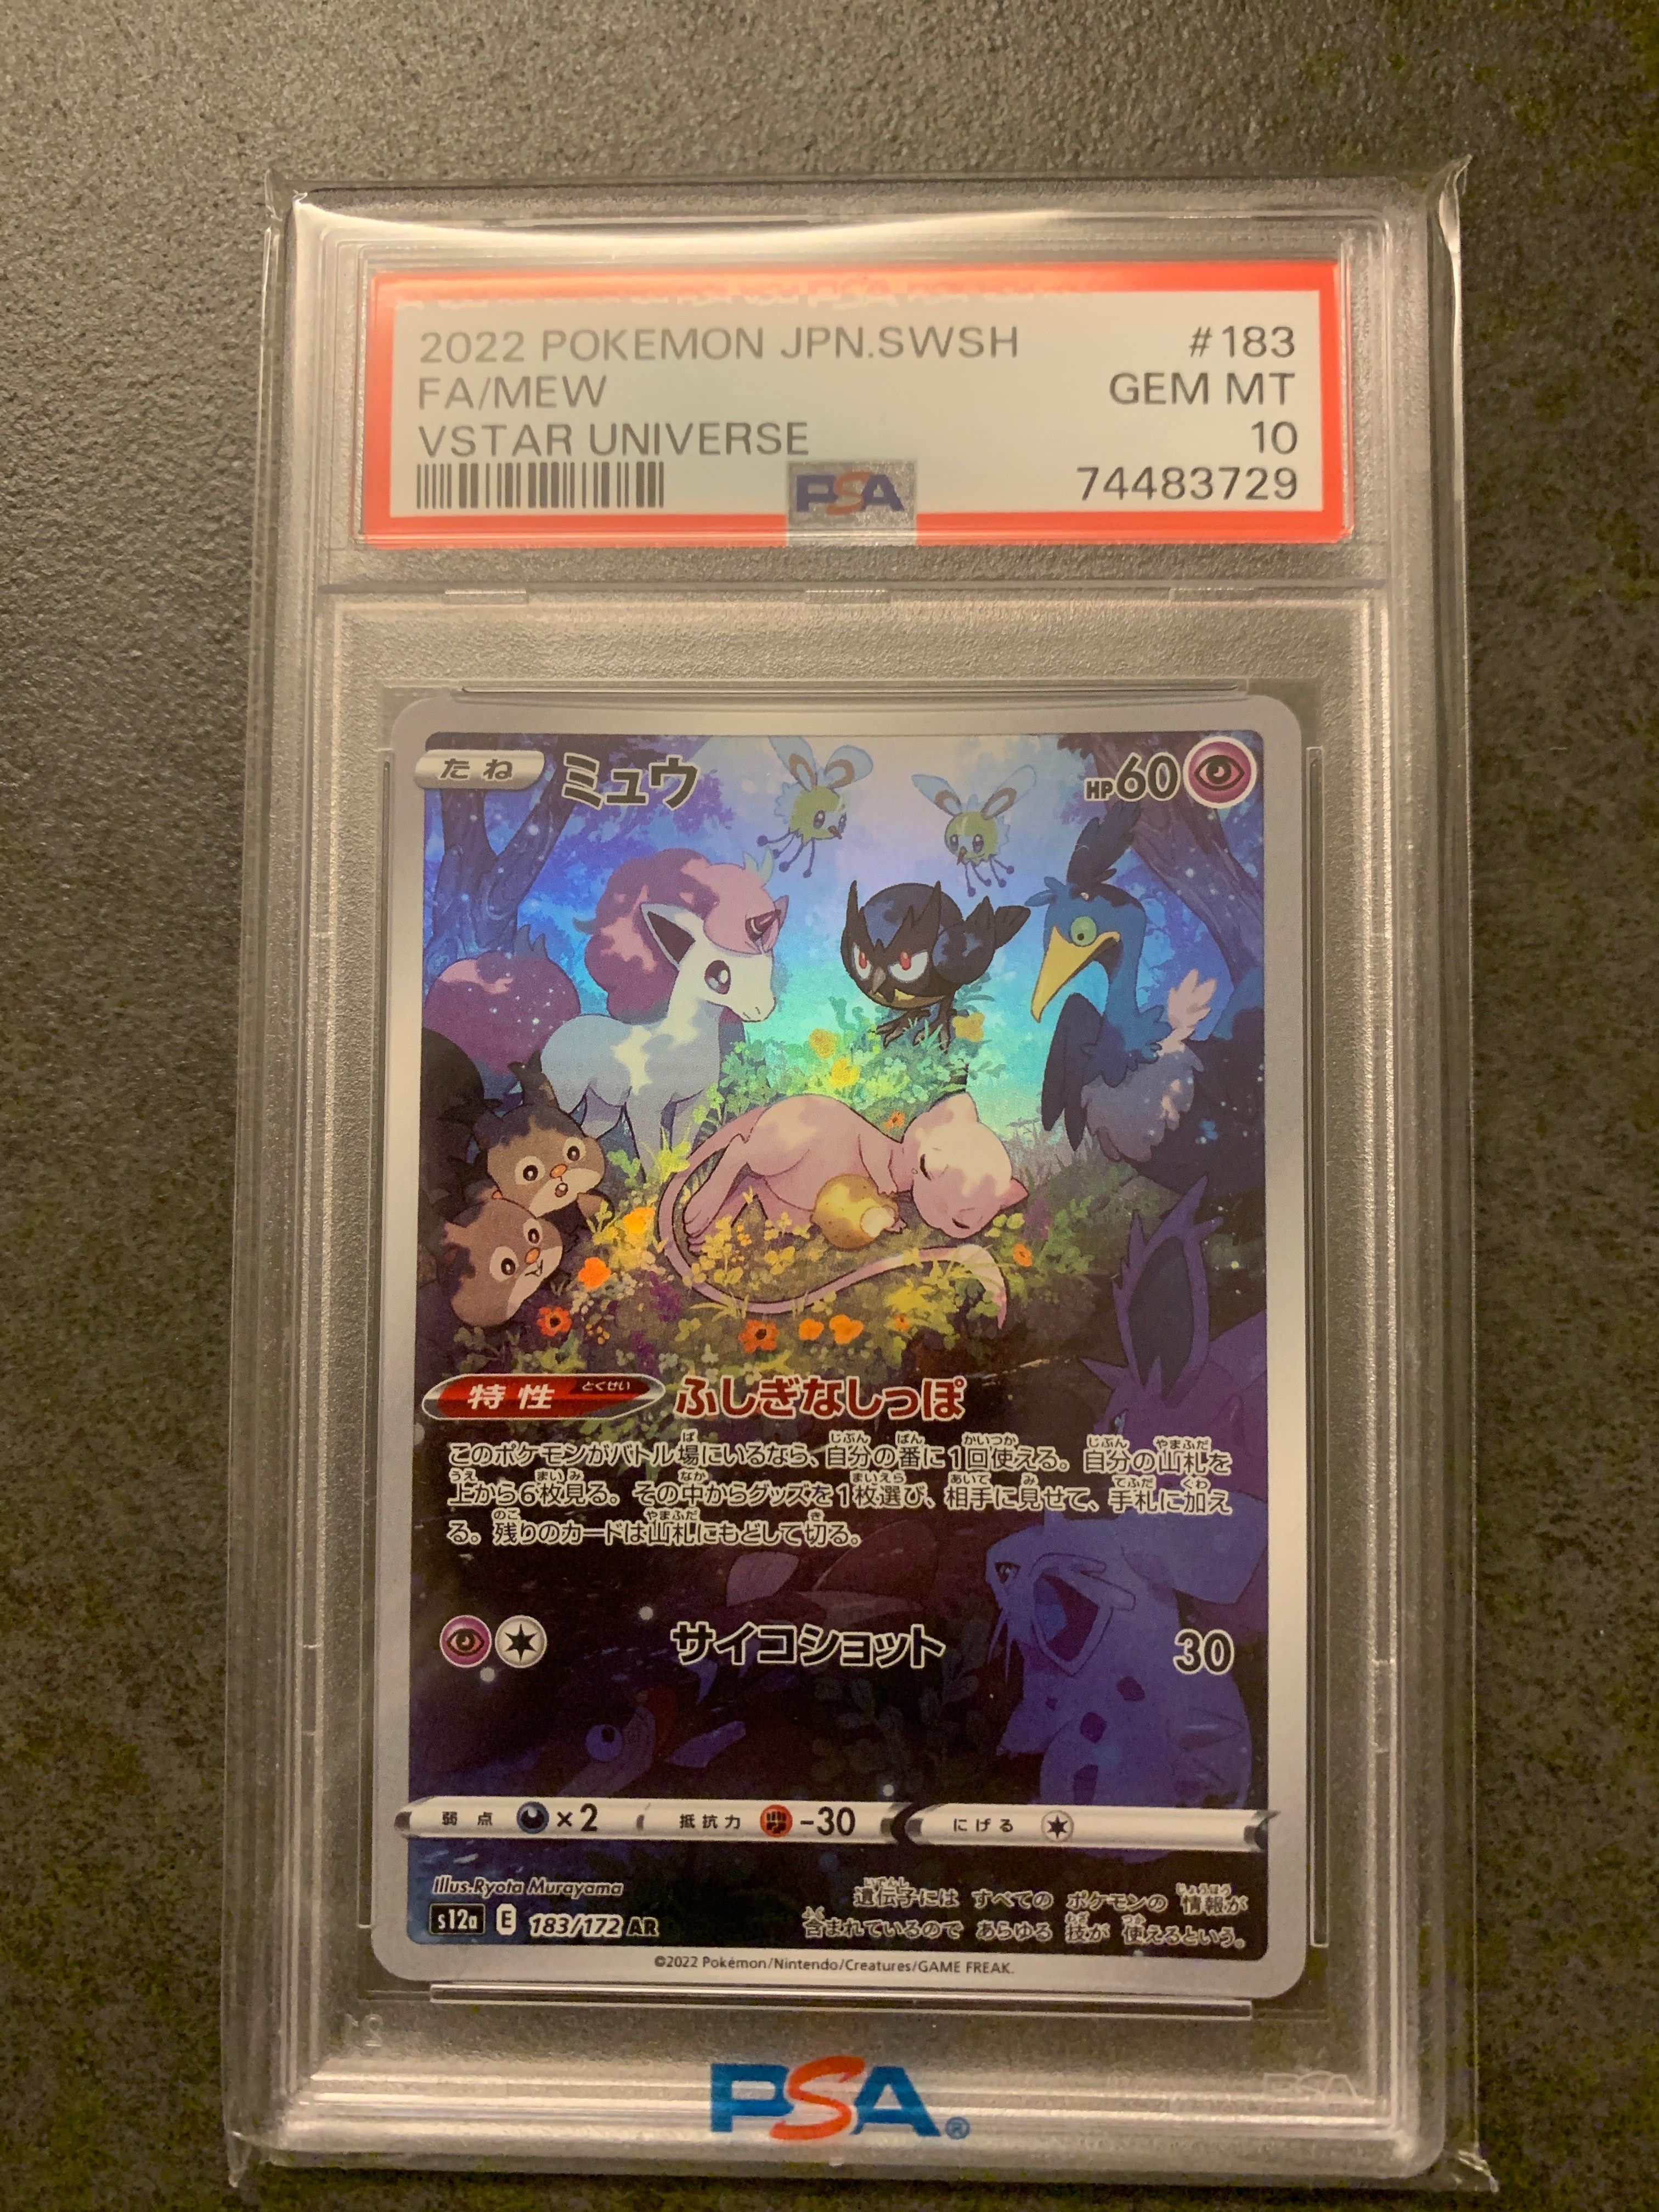 2022 POKEMON JPN.SWSH #183
FA/MEW GEM MT
VSTAR UNIVERSE 10
PSA 74483729
たね ミュウ HP60
特性 とくせい ふしぎなしっぽ
このポケモンがバトル場にいるなら、自分の番に1回使える。自分の山札を
上から6枚見る。その中からグッズを1枚選び、相手に見せて、手札に加え
る。残りのカードは山札にもどして切る。
サイコショット 30
弱点 ×2 抵抗力 -30 にげる
illus.Ryota Murayama
遺伝子には すべての ポケモンの 情報が
s12a E 183/172 AR
含まれているので あらゆる 技が 使えるという。
©2022 Pokémon/Nintendo/Creatures/GAME FREAK.
PSA®
PSA